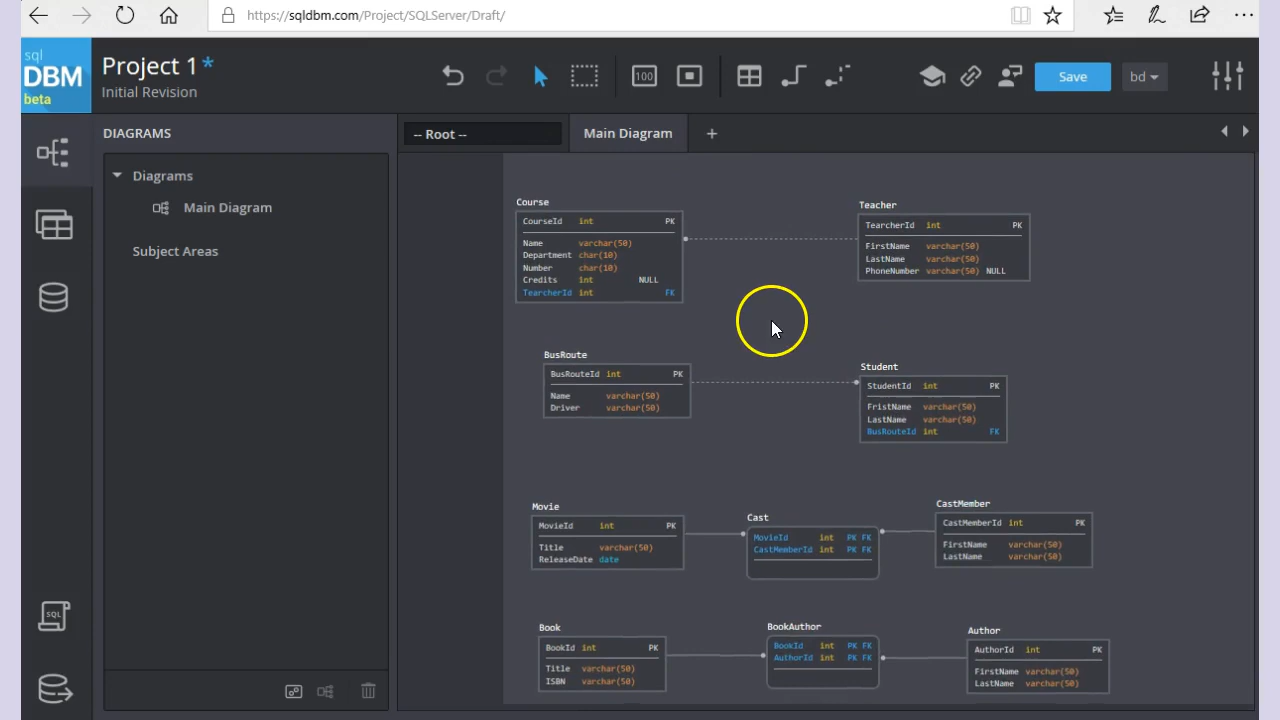 https://sqldbm.com/Project/SQLServer/Draft/
sql
DBM
beta
Project 1*
Initial Revision
100
Save
bd
DIAGRAMS
-- Root --
Main Diagram
+
Diagrams
Main Diagram
Subject Areas
Course
CourseId int PK
Name varchar(50)
Department char(10)
Number char(10)
Credits int NULL
TearcherId int FK
Teacher
TearcherId int PK
FirstName varchar(50)
LastName varchar(50)
PhoneNumber varchar(50) NULL
BusRoute
BusRouteId int PK
Name varchar(50)
Driver varchar(50)
Student
StudentId int PK
FristName varchar(50)
LastName varchar(50)
BusRouteId int FK
Movie
MovieId int PK
Title varchar(50)
ReleaseDate date
Cast
MovieId int PK FK
CastMemberId int PK FK
CastMember
CastMemberId int PK
FirstName varchar(50)
LastName varchar(50)
Book
BookId int PK
Title varchar(50)
ISBN varchar(50)
BookAuthor
BookId int PK FK
AuthorId int PK FK
Author
AuthorId int PK
FirstName varchar(50)
LastName varchar(50)
SQL